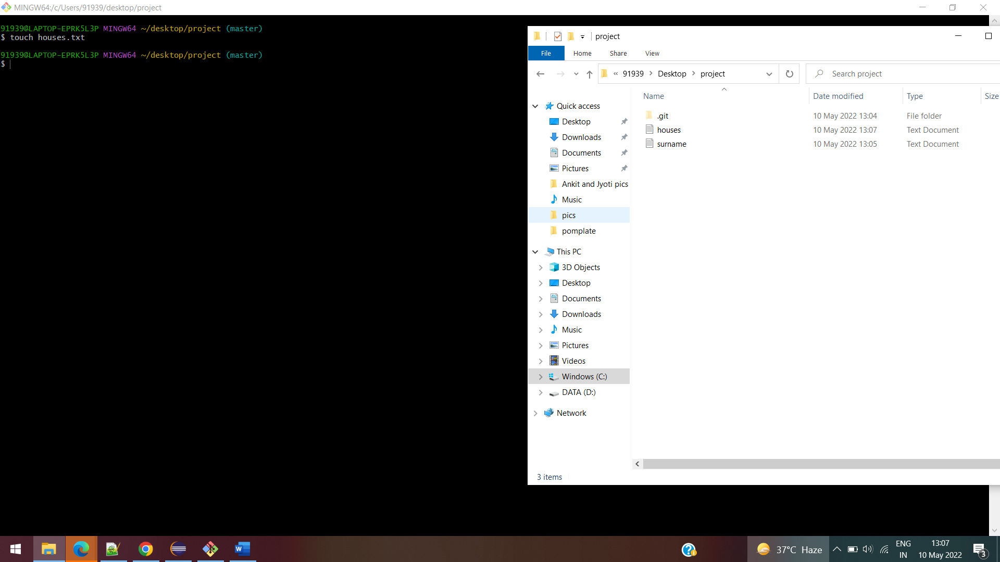 MINGW64:/c/Users/91939/desktop/project
91939@LAPTOP-EPRK5L3P MINGW64 ~/desktop/project (master)
$ touch houses.txt
91939@LAPTOP-EPRK5L3P MINGW64 ~/desktop/project (master)
$
project
File Home Share View
« 91939 > Desktop > project
Search project
Name Date modified Type Size
.git 10 May 2022 13:04 File folder
houses 10 May 2022 13:07 Text Document
surname 10 May 2022 13:05 Text Document
Quick access
Desktop
Downloads
Documents
Pictures
Ankit and Jyoti pics
Music
pics
pomplate
This PC
3D Objects
Desktop
Documents
Downloads
Music
Pictures
Videos
Windows (C:)
DATA (D:)
Network
3 items
37°C Haze
ENG
IN
13:07
10 May 2022
3